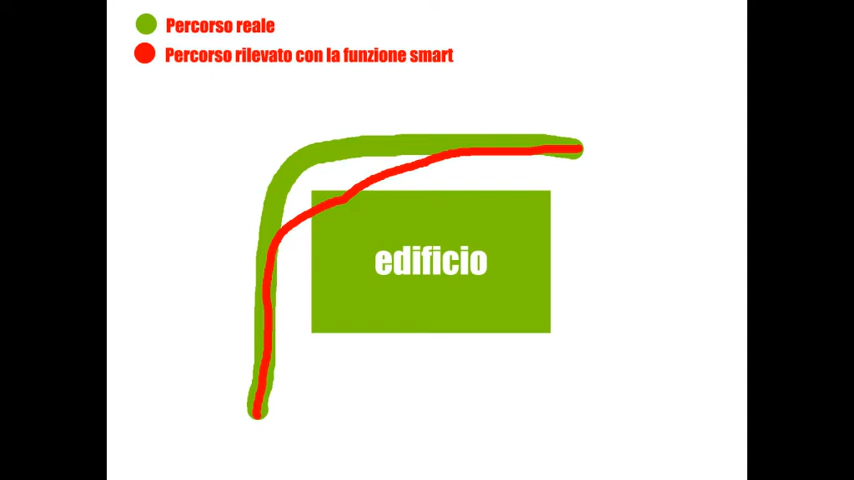 Percorso reale
Percorso rilevato con la funzione smart
edificio